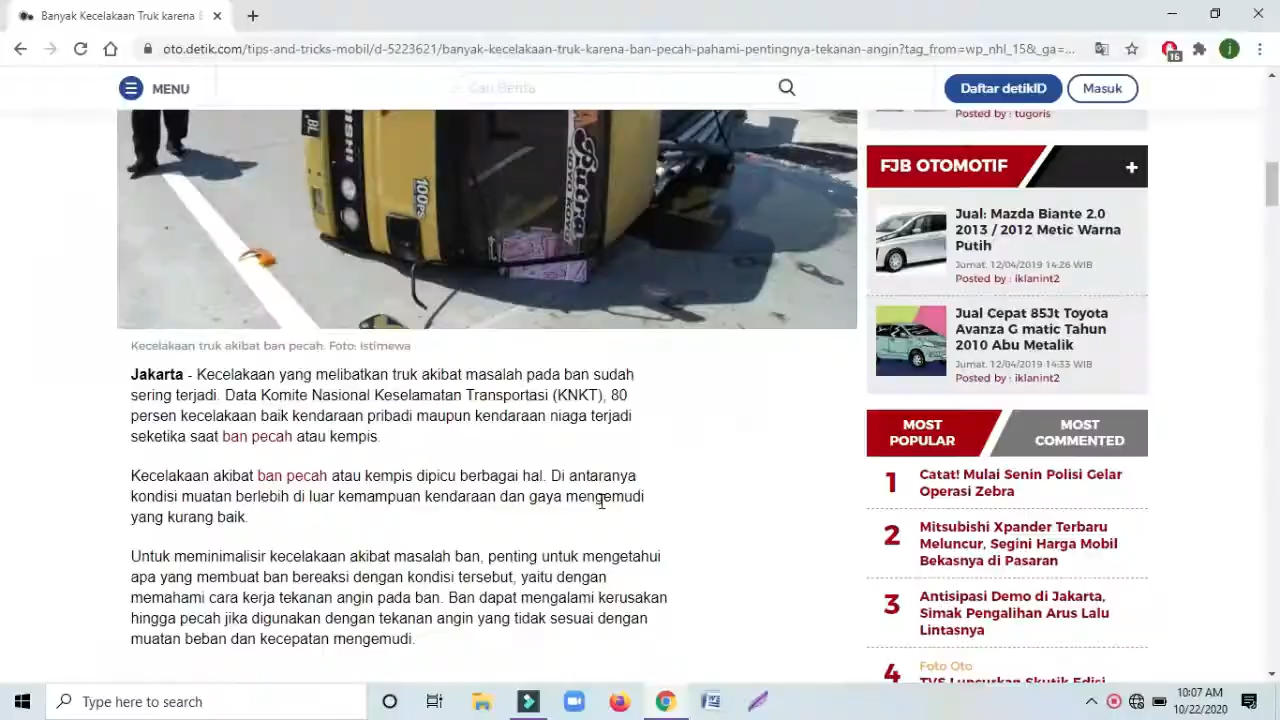 Banyak Kecelakaan Truk karena
oto.detik.com/tips-and-tricks-mobil/d-5223621/banyak-kecelakaan-truk-karena-ban-pecah-pahami-pentingnya-tekanan-angin?tag_from=wp_nhl_15&_ga=...
16
j
MENU
Cari Berita
Daftar detikID
Masuk
Posted by : tugoris
FJB OTOMOTIF
+
Jual: Mazda Biante 2.0
2013 / 2012 Metic Warna
Putih
Jumat, 12/04/2019 14:26 WIB
Posted by : iklanint2
Jual Cepat 85Jt Toyota
Avanza G matic Tahun
2010 Abu Metalik
Jumat, 12/04/2019 14:33 WIB
Posted by : iklanint2
BL
Putra
Kecelakaan truk akibat ban pecah. Foto: Istimewa
Jakarta - Kecelakaan yang melibatkan truk akibat masalah pada ban sudah
sering terjadi. Data Komite Nasional Keselamatan Transportasi (KNKT), 80
persen kecelakaan baik kendaraan pribadi maupun kendaraan niaga terjadi
seketika saat ban pecah atau kempis.
Kecelakaan akibat ban pecah atau kempis dipicu berbagai hal. Di antaranya
kondisi muatan berlebih di luar kemampuan kendaraan dan gaya mengemudi
yang kurang baik.
Untuk meminimalisir kecelakaan akibat masalah ban, penting untuk mengetahui
apa yang membuat ban bereaksi dengan kondisi tersebut, yaitu dengan
memahami cara kerja tekanan angin pada ban. Ban dapat mengalami kerusakan
hingga pecah jika digunakan dengan tekanan angin yang tidak sesuai dengan
muatan beban dan kecepatan mengemudi.
MOST
POPULAR
MOST
COMMENTED
1
Catat! Mulai Senin Polisi Gelar
Operasi Zebra
2
Mitsubishi Xpander Terbaru
Meluncur, Segini Harga Mobil
Bekasnya di Pasaran
3
Antisipasi Demo di Jakarta,
Simak Pengalihan Arus Lalu
Lintasnya
4
Foto Oto
TVS Luncurkan Skutik Edisi
Type here to search
10:07 AM
10/22/2020